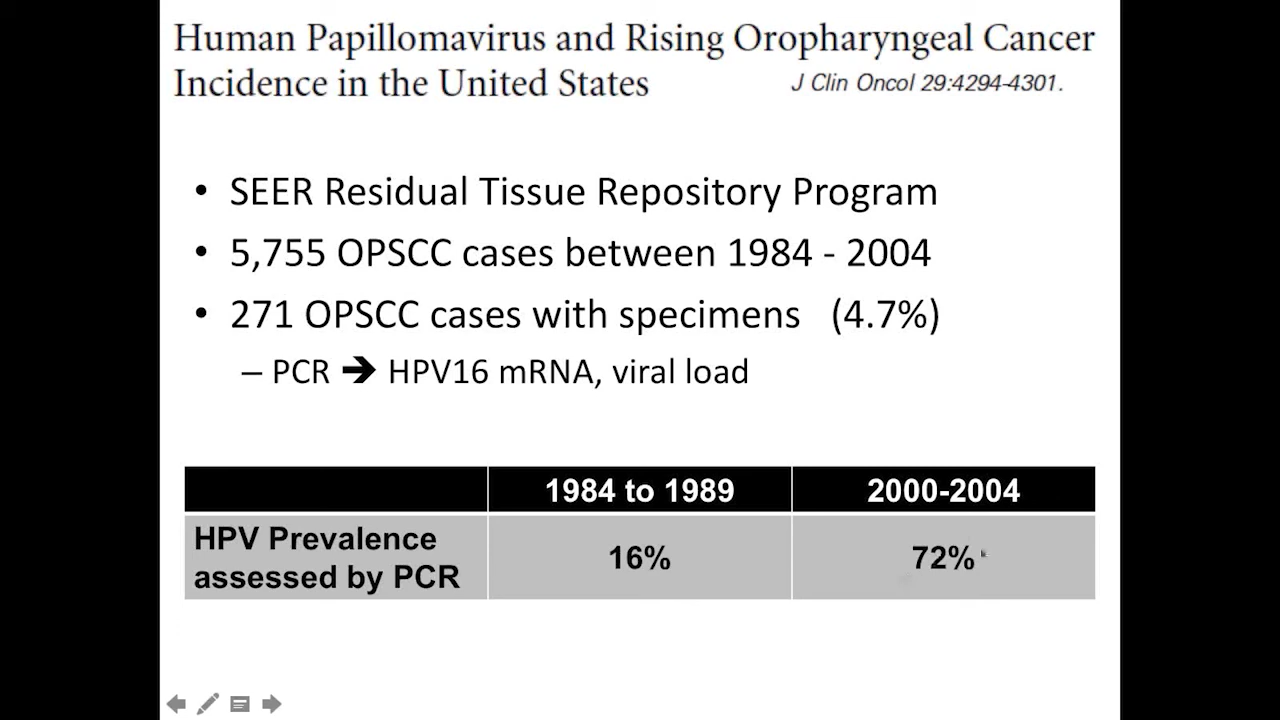 Human Papillomavirus and Rising Oropharyngeal Cancer
Incidence in the United States J Clin Oncol 29:4294-4301.
• SEER Residual Tissue Repository Program
• 5,755 OPSCC cases between 1984 - 2004
• 271 OPSCC cases with specimens (4.7%)
– PCR ➔ HPV16 mRNA, viral load
1984 to 1989 2000-2004
HPV Prevalence
assessed by PCR 16% 72%